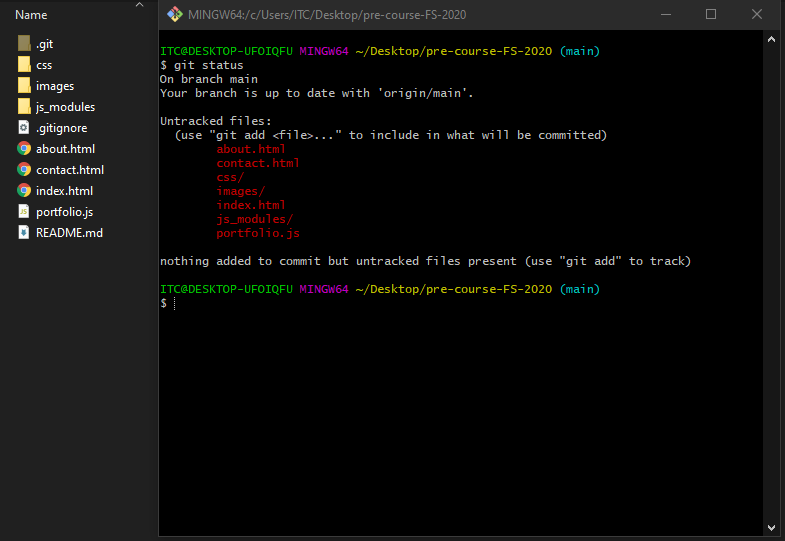 Name
.git
css
images
js_modules
.gitignore
about.html
contact.html
index.html
portfolio.js
README.md
MINGW64:/c/Users/ITC/Desktop/pre-course-FS-2020
ITC@DESKTOP-UFOIQFU MINGW64 ~/Desktop/pre-course-FS-2020 (main)
$ git status
On branch main
Your branch is up to date with 'origin/main'.
Untracked files:
(use "git add <file>..." to include in what will be committed)
about.html
contact.html
css/
images/
index.html
js_modules/
portfolio.js
nothing added to commit but untracked files present (use "git add" to track)
ITC@DESKTOP-UFOIQFU MINGW64 ~/Desktop/pre-course-FS-2020 (main)
$